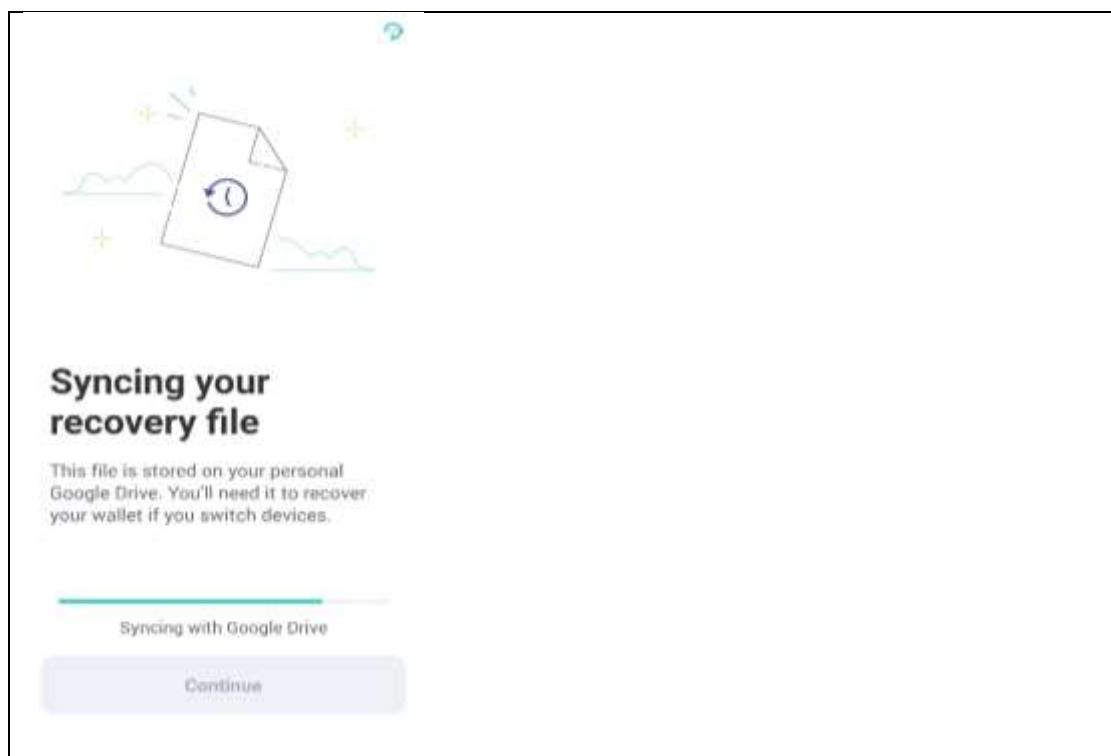 Syncing your
recovery file
This file is stored on your personal
Google Drive. You'll need it to recover
your wallet if you switch devices.
Syncing with Google Drive
Continue